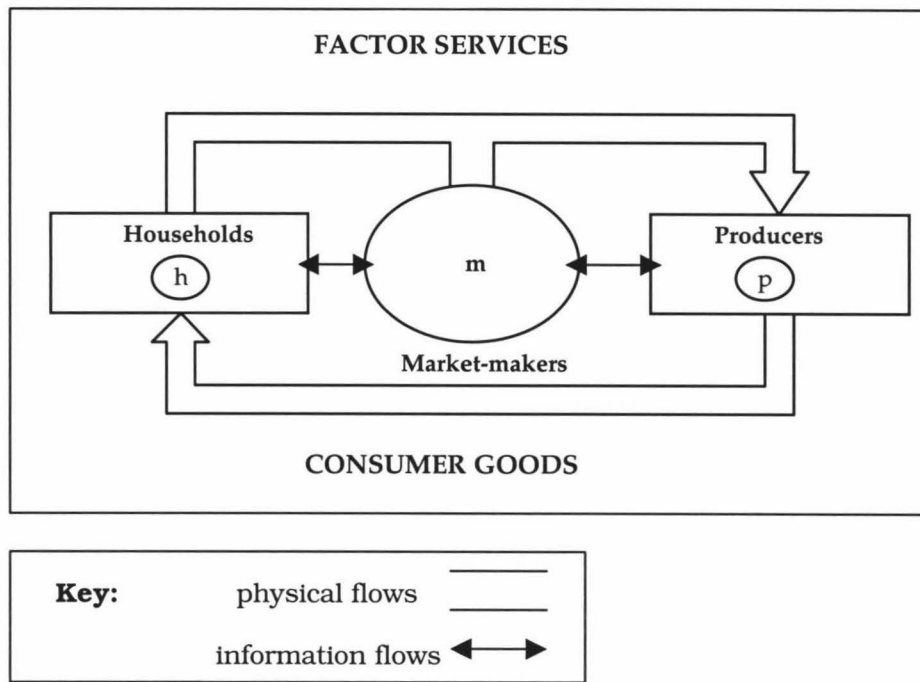 FACTOR SERVICES
Households
h
m
Producers
p
Market-makers
CONSUMER GOODS
Key:
physical flows
information flows